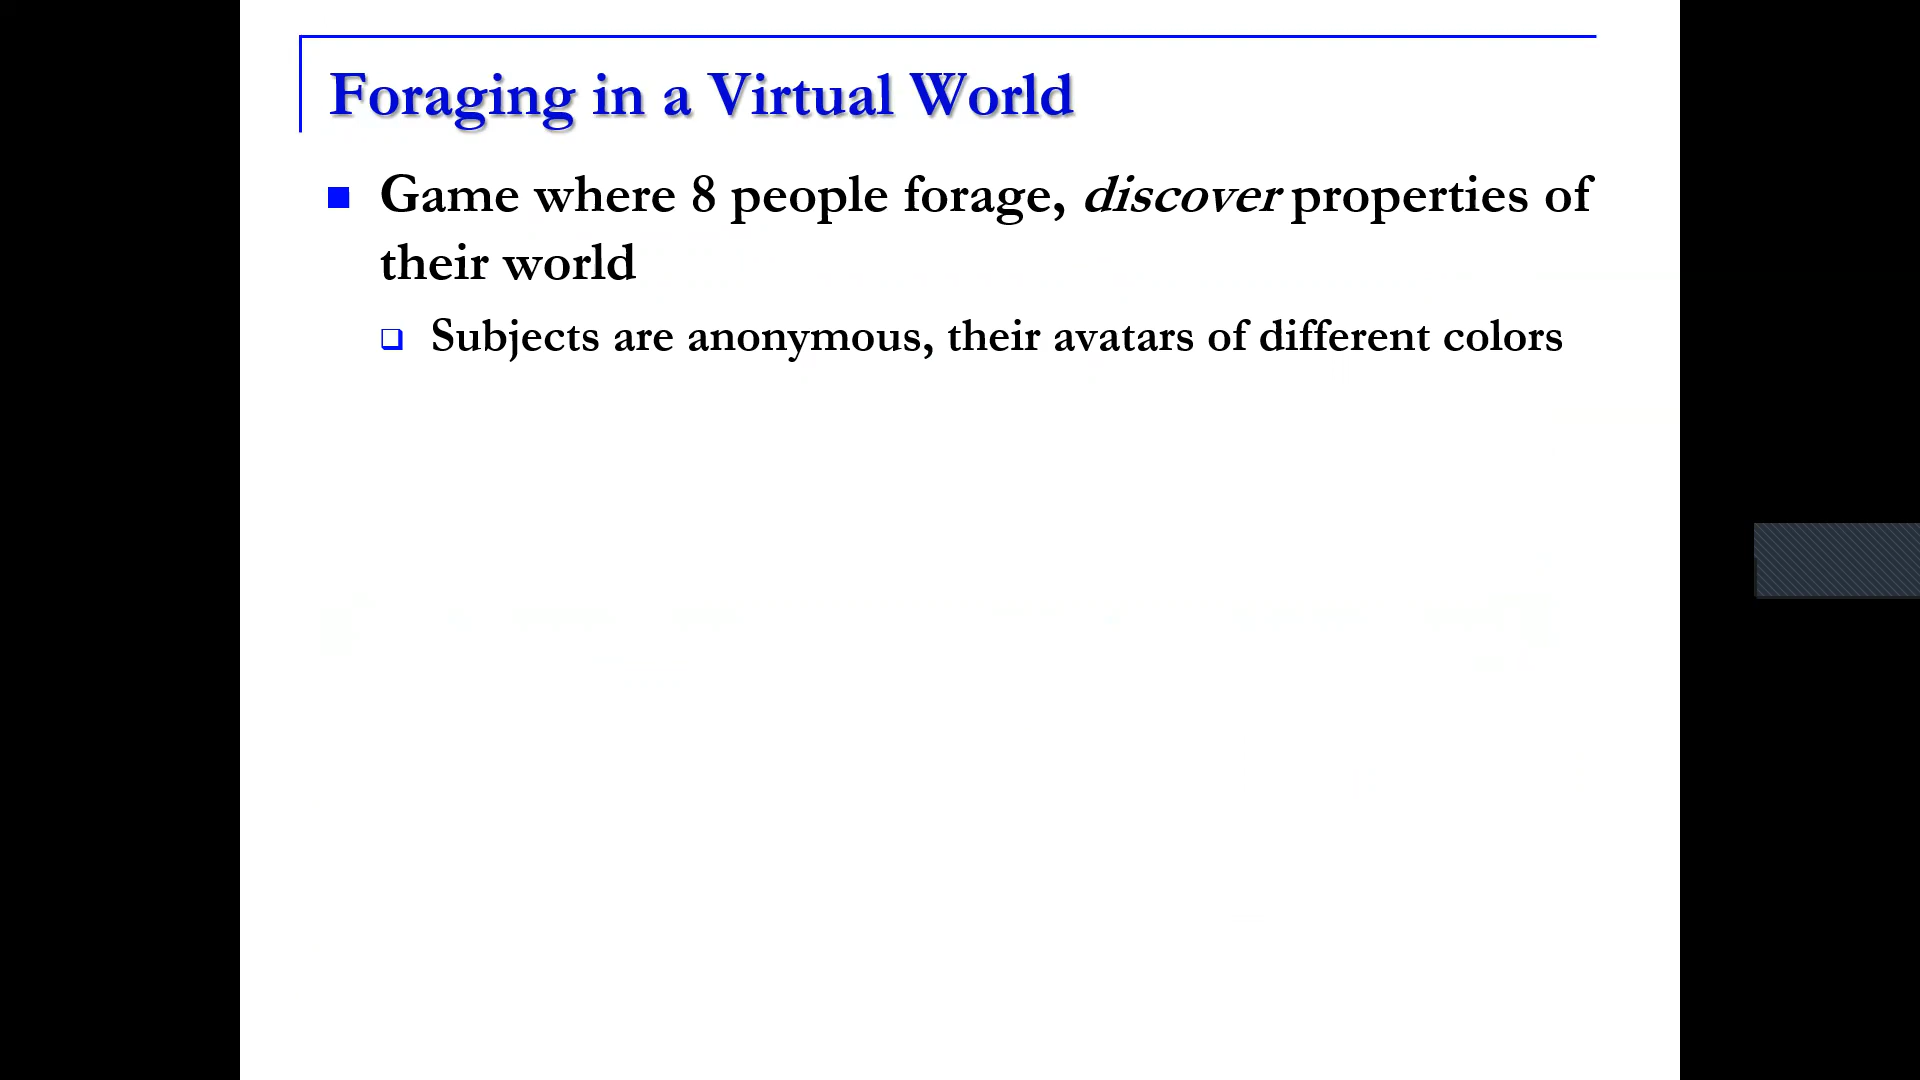 Foraging in a Virtual World
Game where 8 people forage, discover properties of
their world
Subjects are anonymous, their avatars of different colors